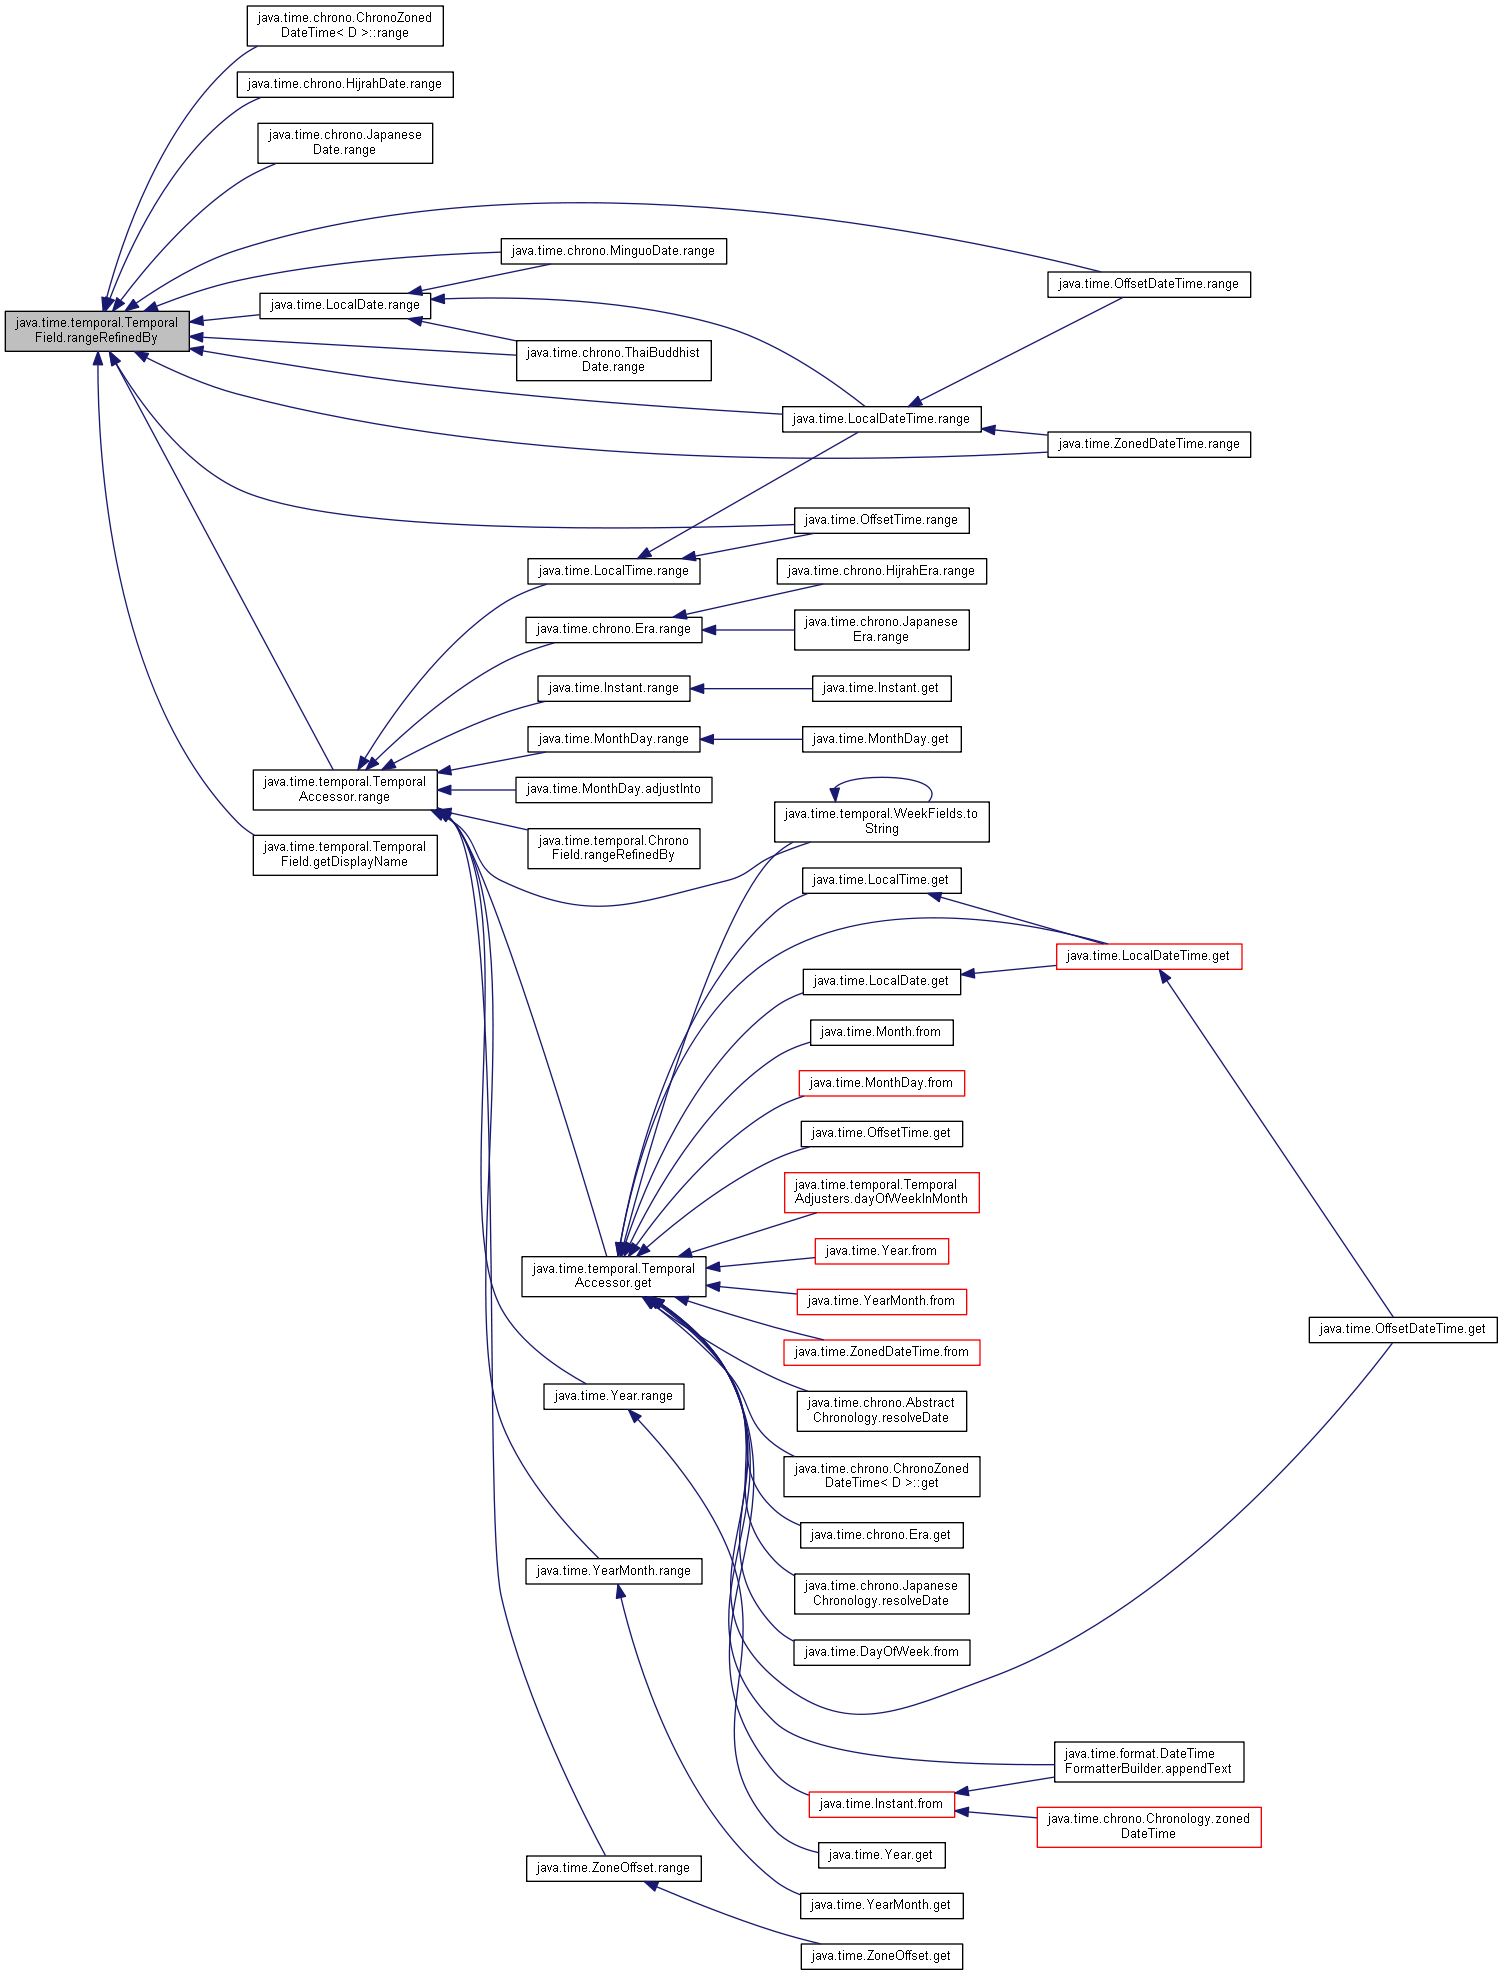 java.time.chrono.ChronoZoned
DateTime< D >::range
java.time.chrono.HijrahDate.range
java.time.chrono.Japanese
Date.range
java.time.chrono.MinguoDate.range
java.time.OffsetDateTime.range
java.time.LocalDate.range
java.time.temporal.Temporal
Field.rangeRefinedBy
java.time.chrono.ThaiBuddhist
Date.range
java.time.LocalDateTime.range
java.time.ZonedDateTime.range
java.time.OffsetTime.range
java.time.LocalTime.range
java.time.chrono.HijrahEra.range
java.time.chrono.Era.range
java.time.chrono.Japanese
Era.range
java.time.Instant.range
java.time.Instant.get
java.time.MonthDay.range
java.time.MonthDay.get
java.time.temporal.Temporal
Accessor.range
java.time.MonthDay.adjustInto
java.time.temporal.WeekFields.to
String
java.time.temporal.Chrono
Field.rangeRefinedBy
java.time.temporal.Temporal
Field.getDisplayName
java.time.LocalTime.get
java.time.LocalDateTime.get
java.time.LocalDate.get
java.time.Month.from
java.time.MonthDay.from
java.time.OffsetTime.get
java.time.temporal.Temporal
Adjusters.dayOfWeekInMonth
java.time.Year.from
java.time.temporal.Temporal
Accessor.get
java.time.YearMonth.from
java.time.OffsetDateTime.get
java.time.ZonedDateTime.from
java.time.Year.range
java.time.chrono.Abstract
Chronology.resolveDate
java.time.chrono.ChronoZoned
DateTime< D >::get
java.time.chrono.Era.get
java.time.YearMonth.range
java.time.chrono.Japanese
Chronology.resolveDate
java.time.DayOfWeek.from
java.time.format.DateTime
FormatterBuilder.appendText
java.time.Instant.from
java.time.chrono.Chronology.zoned
DateTime
java.time.Year.get
java.time.ZoneOffset.range
java.time.YearMonth.get
java.time.ZoneOffset.get